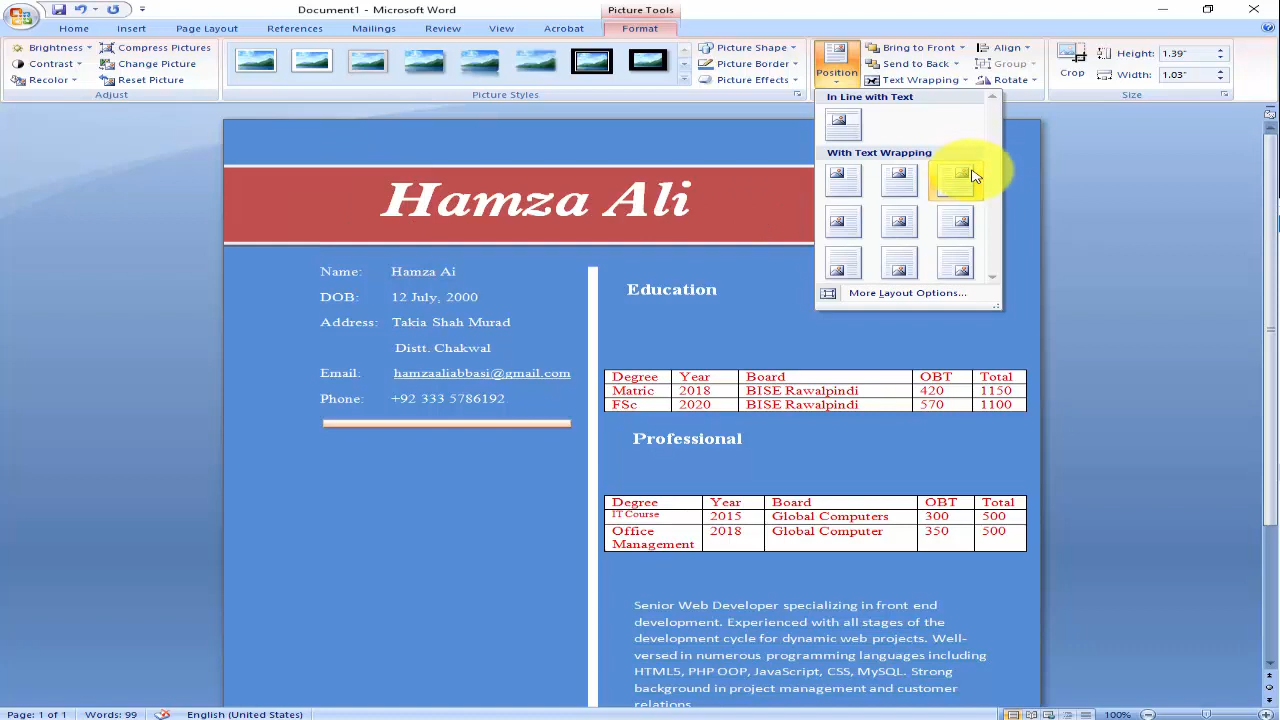 Document1 - Microsoft Word
Picture Tools
Home Insert Page Layout References Mailings Review View Acrobat Format
Brightness Compress Pictures
Contrast Change Picture
Recolor Reset Picture
Adjust
Picture Shape
Picture Border
Picture Effects
Picture Styles
Position
Bring to Front
Send to Back
Text Wrapping
Align
Group
Rotate
Crop
Height: 1.39"
Width: 1.03"
Size
In Line with Text
With Text Wrapping
More Layout Options...
Hamza Ali
Name: Hamza Ai
DOB: 12 July, 2000
Address: Takia Shah Murad
Distt. Chakwal
Email: hamzaaliabbasi@gmail.com
Phone: +92 333 5786192
Education
Degree Year Board OBT Total
Matric 2018 BISE Rawalpindi 420 1150
FSc 2020 BISE Rawalpindi 570 1100
Professional
Degree Year Board OBT Total
IT Course 2015 Global Computers 300 500
Office Management 2018 Global Computer 350 500
Senior Web Developer specializing in front end
development. Experienced with all stages of the
development cycle for dynamic web projects. Well-
versed in numerous programming languages including
HTML5, PHP OOP, JavaScript, CSS, MySQL. Strong
background in project management and customer
relations.
Page: 1 of 1 Words: 99 English (United States) 100%